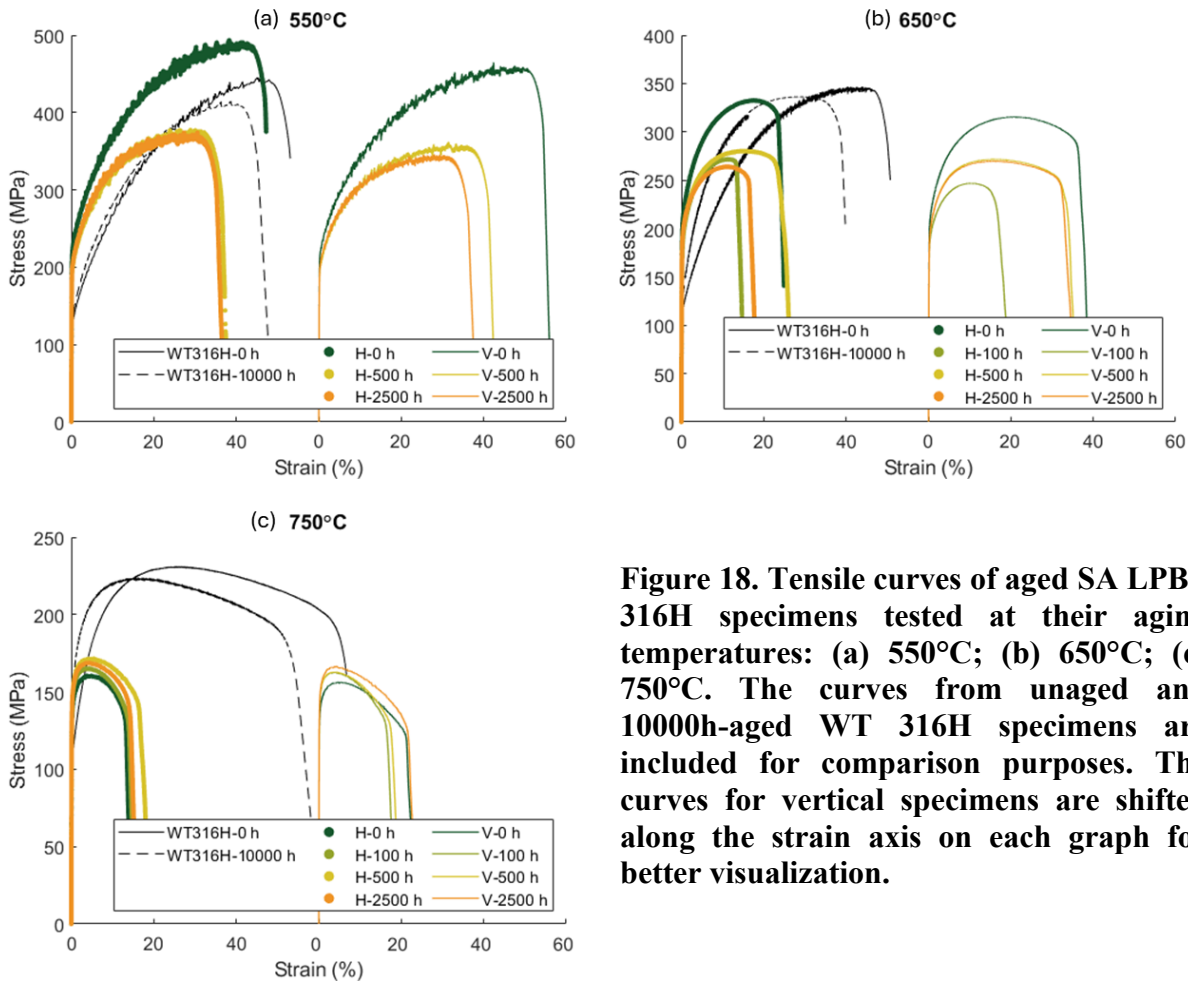 (a) 550°C
500
400
300
200
100
0
Stress (MPa)
WT316H-0 h
WT316H-10000 h
H-0 h
H-500 h
H-2500 h
V-0 h
V-500 h
V-2500 h
0 20 40 0 20 40 60
Strain (%)
(b) 650°C
400
350
300
250
200
150
100
50
0
Stress (MPa)
WT316H-0 h
WT316H-10000 h
H-0 h
H-100 h
H-500 h
H-2500 h
V-0 h
V-100 h
V-500 h
V-2500 h
0 20 40 0 20 40 60
Strain (%)
(c) 750°C
250
200
150
100
50
0
Stress (MPa)
WT316H-0 h
WT316H-10000 h
H-0 h
H-100 h
H-500 h
H-2500 h
V-0 h
V-100 h
V-500 h
V-2500 h
0 20 40 0 20 40 60
Strain (%)
Figure 18. Tensile curves of aged SA LPB
316H specimens tested at their agin
temperatures: (a) 550°C; (b) 650°C; (c
750°C. The curves from unaged an
10000h-aged WT 316H specimens ar
included for comparison purposes. Th
curves for vertical specimens are shifte
along the strain axis on each graph fo
better visualization.